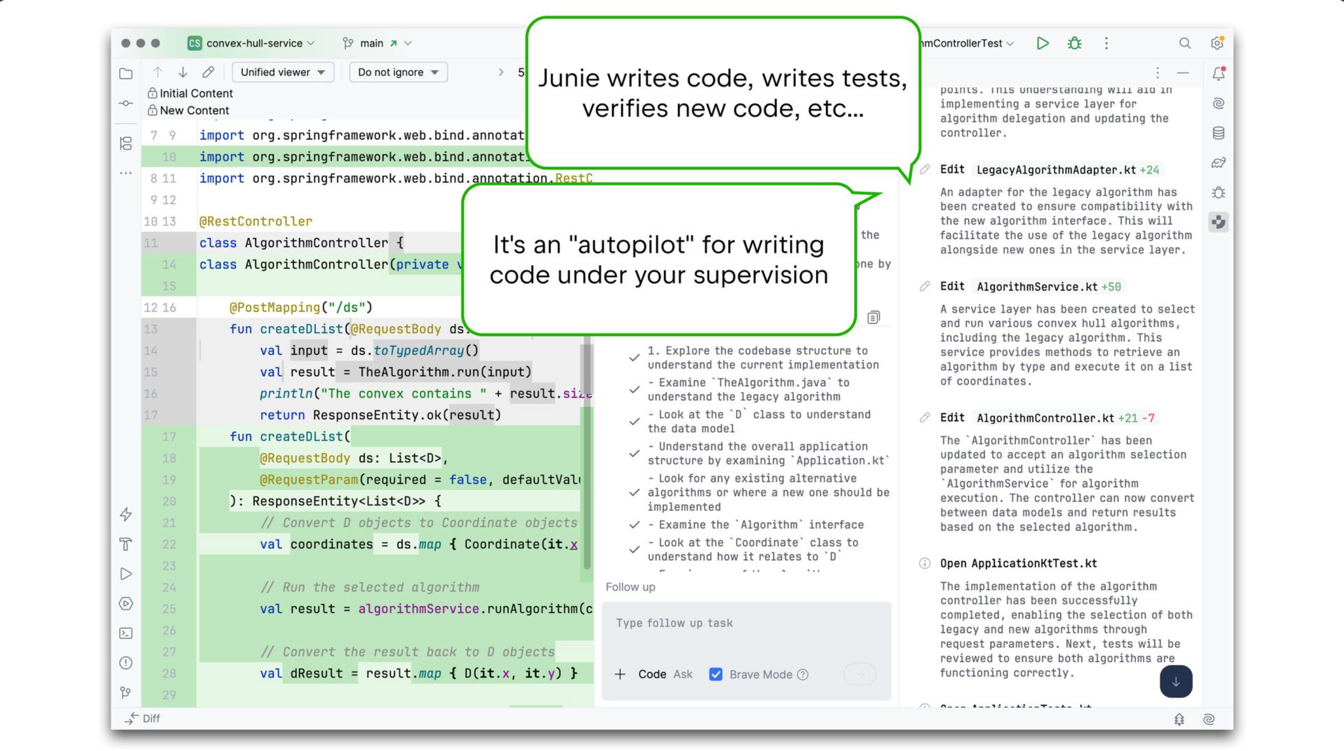 CS convex-hull-service
main
hmControllerTest
Unified viewer
Do not ignore
5
Initial Content
New Content
7 9 import org.springframework.web.bind.annotat
10 import org.springframework.web.bind.annotat
8 11 import org.springframework.web.bind.annotation.RestC
9 12
10 13 @RestController
11 class AlgorithmController {
14 class AlgorithmController(private v
15
12 16 @PostMapping("/ds")
13 fun createDList(@RequestBody ds:
14 val input = ds.toTypedArray()
15 val result = TheAlgorithm.run(input)
16 println("The convex contains " + result.size
17 return ResponseEntity.ok(result)
17 fun createDList(
18 @RequestBody ds: List<D>,
19 @RequestParam(required = false, defaultValu
20 ): ResponseEntity<List<D>> {
21 // Convert D objects to Coordinate objects
22 val coordinates = ds.map { Coordinate(it.x
23
24 // Run the selected algorithm
25 val result = algorithmService.runAlgorithm(c
26
27 // Convert the result back to D objects
28 val dResult = result.map { D(it.x, it.y) }
29
Diff
Junie writes code, writes tests,
verifies new code, etc...
It's an "autopilot" for writing
code under your supervision
the
one by
1. Explore the codebase structure to
understand the current implementation
- Examine `TheAlgorithm.java` to
understand the legacy algorithm
- Look at the `D` class to understand
the data model
- Understand the overall application
structure by examining `Application.kt`
- Look for any existing alternative
algorithms or where a new one should be
implemented
- Examine the `Algorithm` interface
- Look at the `Coordinate` class to
understand how it relates to `D`
Follow up
Type follow up task
Code Ask Brave Mode
points. This understanding will aid in
implementing a service layer for
algorithm delegation and updating the
controller.
Edit LegacyAlgorithmAdapter.kt +24
An adapter for the legacy algorithm has
been created to ensure compatibility with
the new algorithm interface. This will
facilitate the use of the legacy algorithm
alongside new ones in the service layer.
Edit AlgorithmService.kt +50
A service layer has been created to select
and run various convex hull algorithms,
including the legacy algorithm. This
service provides methods to retrieve an
algorithm by type and execute it on a list
of coordinates.
Edit AlgorithmController.kt +21 -7
The `AlgorithmController` has been
updated to accept an algorithm selection
parameter and utilize the
`AlgorithmService` for algorithm
execution. The controller can now convert
between data models and return results
based on the selected algorithm.
Open ApplicationKtTest.kt
The implementation of the algorithm
controller has been successfully
completed, enabling the selection of both
legacy and new algorithms through
request parameters. Next, tests will be
reviewed to ensure both algorithms are
functioning correctly.
Open ApplicationTests.kt